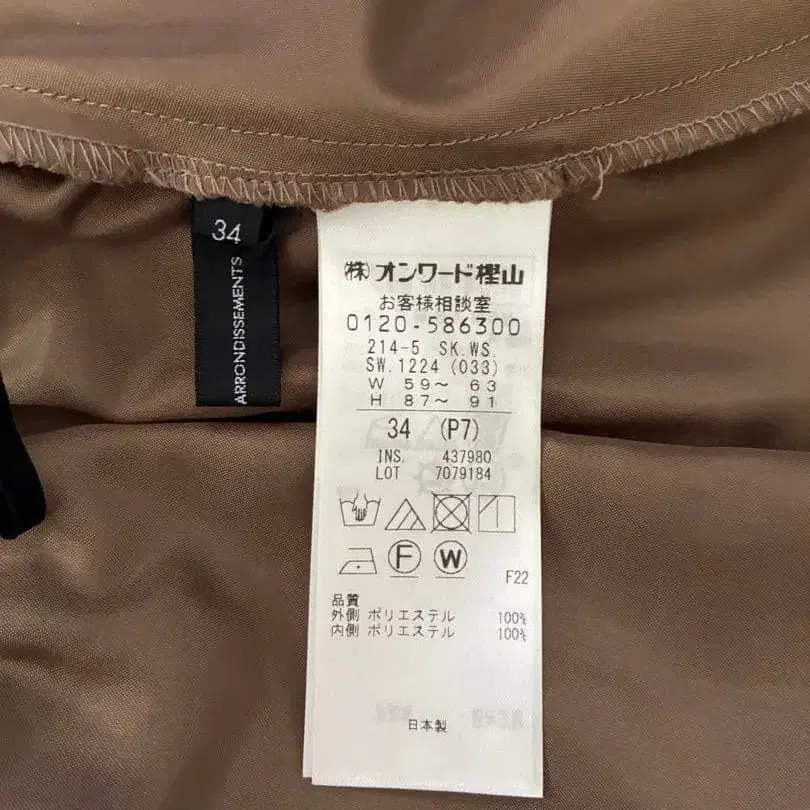 34
ARRONDISSEMENTS
㈱オンワード樫山
お客様相談室
0120-586300
214-5 SK.WS.
SW.1224 (033)
W 59〜 63
H 87〜 91
34 (P7)
INS. 437980
LOT 7079184
F W
F22
品質
外側 ポリエステル 100%
内側 ポリエステル 100%
日本製